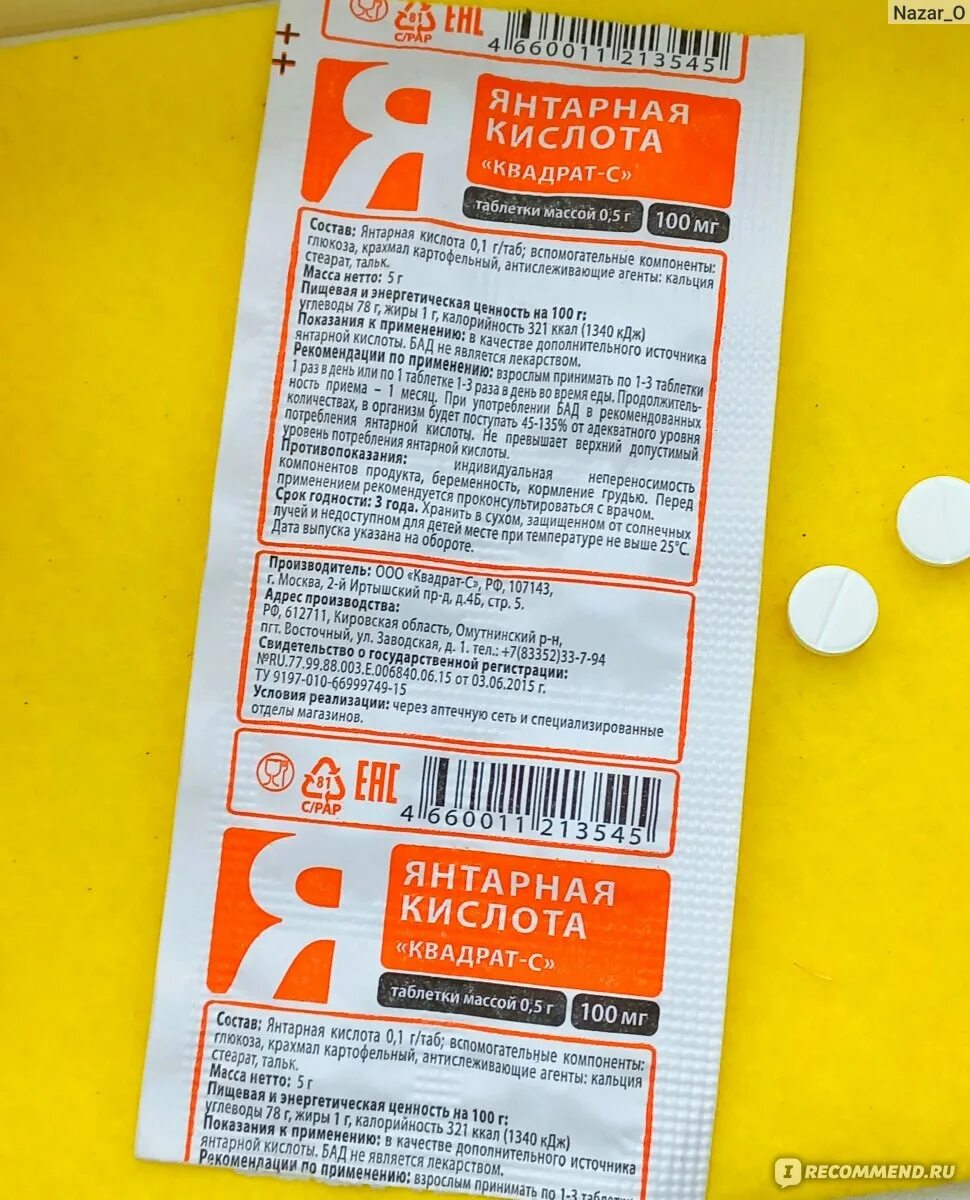 Nazar_O
81
C/PAP
EAC
4 660011 213545
Я
ЯНТАРНАЯ
КИСЛОТА
«КВАДРАТ-С»
таблетки массой 0,5 г
100 мг
Состав: Янтарная кислота 0,1 г/таб; вспомогательные компоненты:
глюкоза, крахмал картофельный, антислеживающие агенты: кальция
стеарат, тальк.
Масса нетто: 5 г
Пищевая и энергетическая ценность на 100 г:
углеводы 78 г, жиры 1 г, калорийность 321 ккал (1340 кДж)
Показания к применению: в качестве дополнительного источника
янтарной кислоты. БАД не является лекарством.
Рекомендации по применению: взрослым принимать по 1-3 таблетки
1 раз в день или по 1 таблетке 1-3 раза в день во время еды. Продолжитель-
ность приема – 1 месяц. При употреблении БАД в рекомендованных
количествах, в организм будет поступать 45-135% от адекватного уровня
потребления янтарной кислоты. Не превышает верхний допустимый
уровень потребления янтарной кислоты.
Противопоказания: индивидуальная непереносимость
компонентов продукта, беременность, кормление грудью. Перед
применением рекомендуется проконсультироваться с врачом.
Срок годности: 3 года. Хранить в сухом, защищенном от солнечных
лучей и недоступном для детей месте при температуре не выше 25°С.
Дата выпуска указана на обороте.
Производитель: ООО «Квадрат-С», РФ, 107143,
г. Москва, 2-й Иртышский пр-д, д.4Б, стр. 5.
Адрес производства:
РФ, 612711, Кировская область, Омутнинский р-н,
пгт. Восточный, ул. Заводская, д. 1. тел.: +7(83352)33-7-94
Свидетельство о государственной регистрации:
№RU.77.99.88.003.Е.006840.06.15 от 03.06.2015 г.
ТУ 9197-010-66999749-15
Условия реализации: через аптечную сеть и специализированные
отделы магазинов.
81
C/PAP
EAC
4 660011 213545
Я
ЯНТАРНАЯ
КИСЛОТА
«КВАДРАТ-С»
таблетки массой 0,5 г
100 мг
Состав: Янтарная кислота 0,1 г/таб; вспомогательные компоненты:
глюкоза, крахмал картофельный, антислеживающие агенты: кальция
стеарат, тальк.
Масса нетто: 5 г
Пищевая и энергетическая ценность на 100 г:
углеводы 78 г, жиры 1 г, калорийность 321 ккал (1340 кДж)
Показания к применению: в качестве дополнительного источника
янтарной кислоты. БАД не является лекарством.
Рекомендации по применению: взрослым принимать по 1-3 таблетки
IRECOMMEND.RU